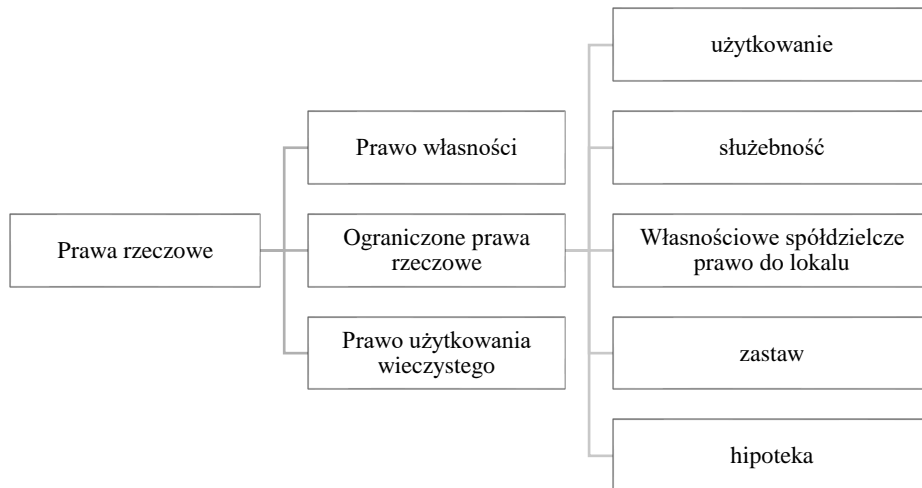 Prawa rzeczowe
Prawo własności
Ograniczone prawa
rzeczowe
Prawo użytkowania
wieczystego
użytkowanie
służebność
Własnościowe spółdzielcze
prawo do lokalu
zastaw
hipoteka